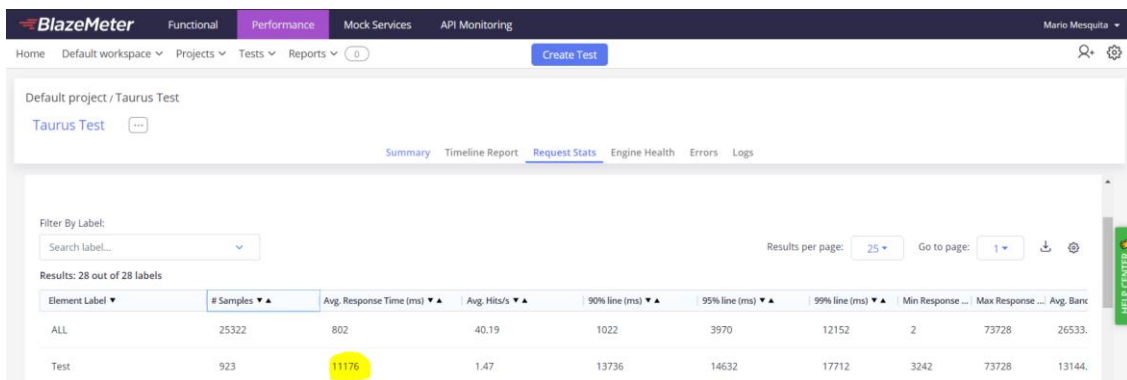 BlazeMeter Functional Performance Mock Services API Monitoring Mario Mesquita
Home Default workspace Projects Tests Reports 0 Create Test
Default project / Taurus Test
Taurus Test ...
Summary Timeline Report Request Stats Engine Health Errors Logs
Filter By Label:
Search label... Results per page: 25 Go to page: 1
HELP CENTER
Results: 28 out of 28 labels
Element Label # Samples Avg. Response Time (ms) Avg. Hits/s 90% line (ms) 95% line (ms) 99% line (ms) Min Response ... Max Response ... Avg. Banc
ALL 25322 802 40.19 1022 3970 12152 2 73728 26533.
Test 923 11176 1.47 13736 14632 17712 3242 73728 13144.